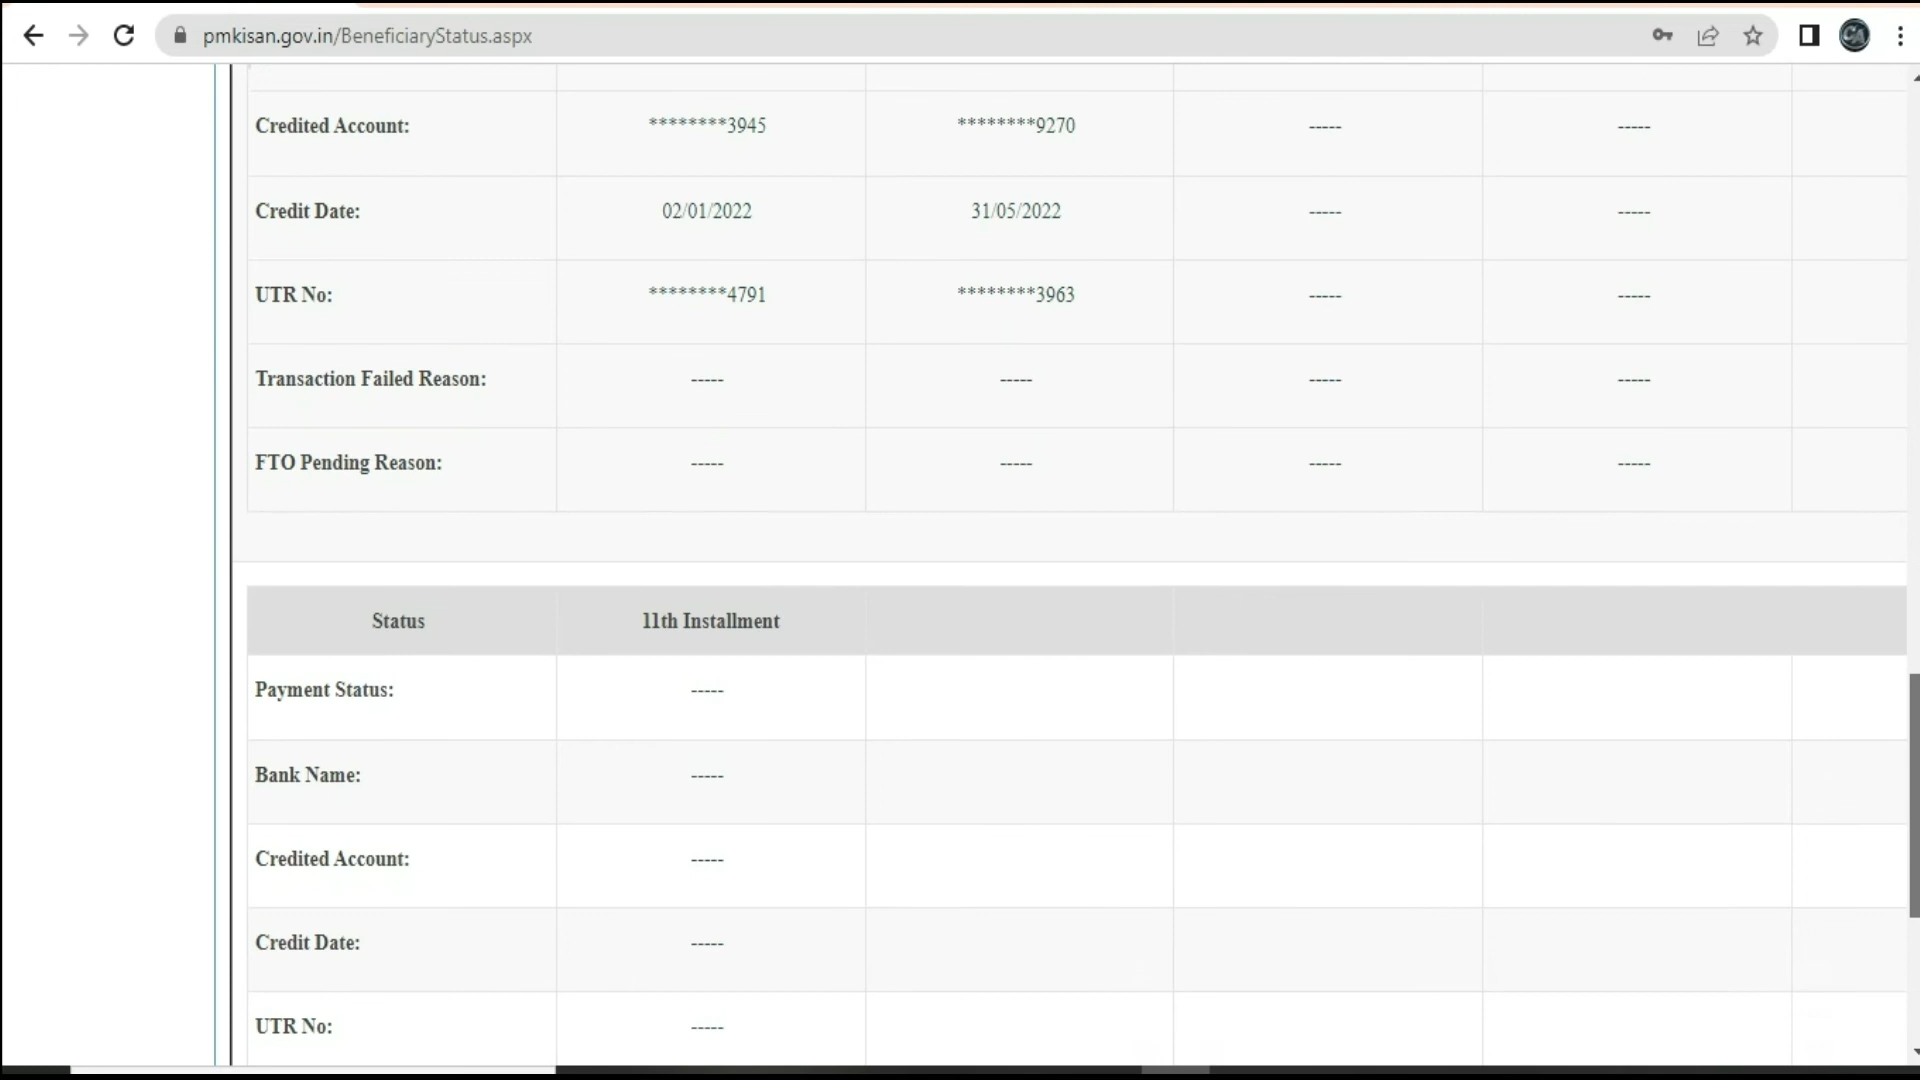 pmkisan.gov.in/BeneficiaryStatus.aspx
Credited Account: ********3945 ********9270 ----- -----
Credit Date: 02/01/2022 31/05/2022 ----- -----
UTR No: ********4791 ********3963 ----- -----
Transaction Failed Reason: ----- ----- ----- -----
FTO Pending Reason: ----- ----- ----- -----
Status 11th Installment
Payment Status: -----
Bank Name: -----
Credited Account: -----
Credit Date: -----
UTR No: -----